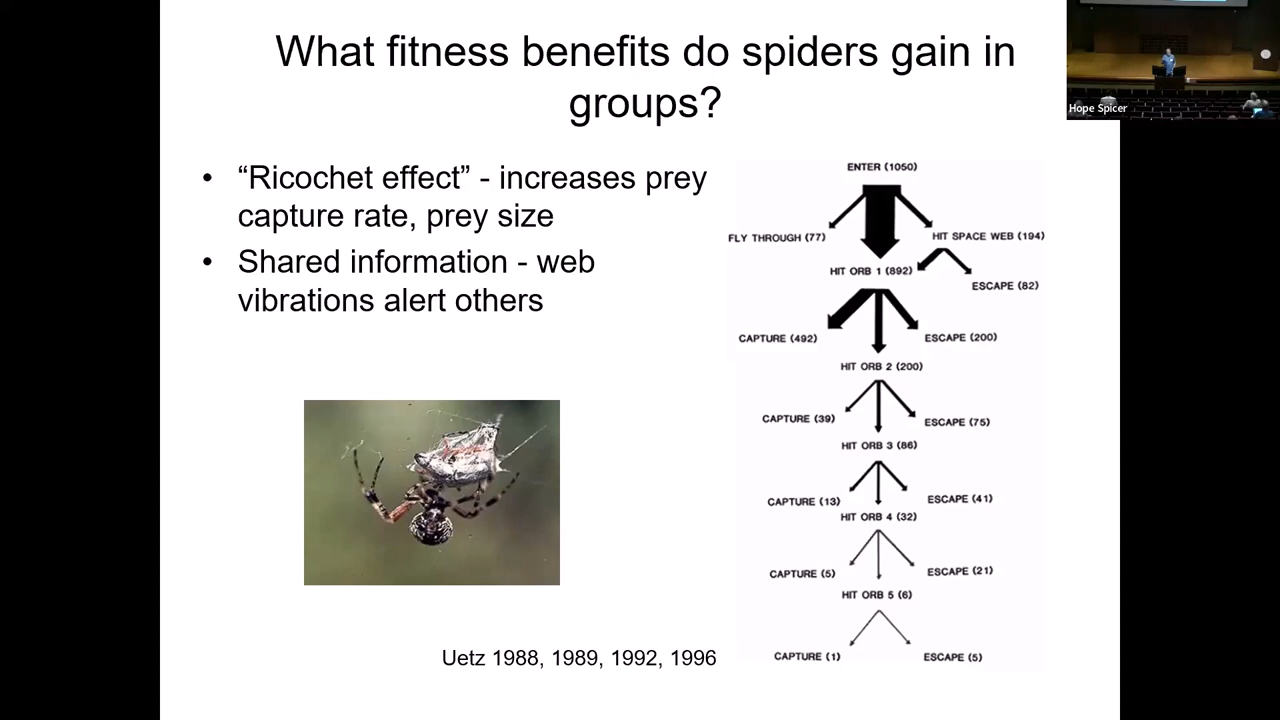 What fitness benefits do spiders gain in
groups?
Hope Spicer
• “Ricochet effect” - increases prey
capture rate, prey size
• Shared information - web
vibrations alert others
ENTER (1050)
FLY THROUGH (77)
HIT SPACE WEB (194)
HIT ORB 1 (892)
ESCAPE (82)
CAPTURE (492)
ESCAPE (200)
HIT ORB 2 (200)
CAPTURE (39)
ESCAPE (75)
HIT ORB 3 (86)
CAPTURE (13)
ESCAPE (41)
HIT ORB 4 (32)
CAPTURE (5)
ESCAPE (21)
HIT ORB 5 (6)
CAPTURE (1)
ESCAPE (5)
Uetz 1988, 1989, 1992, 1996